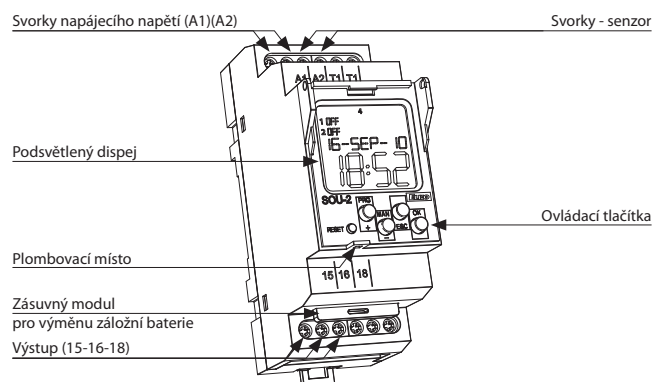 Svorky napájecího napětí (A1)(A2)
Svorky - senzor
A1 A2 T1 T1
4
1 OFF
2 OFF
16-SEP-10
18:52
Podsvětlený dispej
SOU-2
PRG
MAN
OK
RESET
+
-
ESC
Ovládací tlačítka
Plombovací místo
15 16 18
Zásuvný modul
pro výměnu záložní baterie
Výstup (15-16-18)